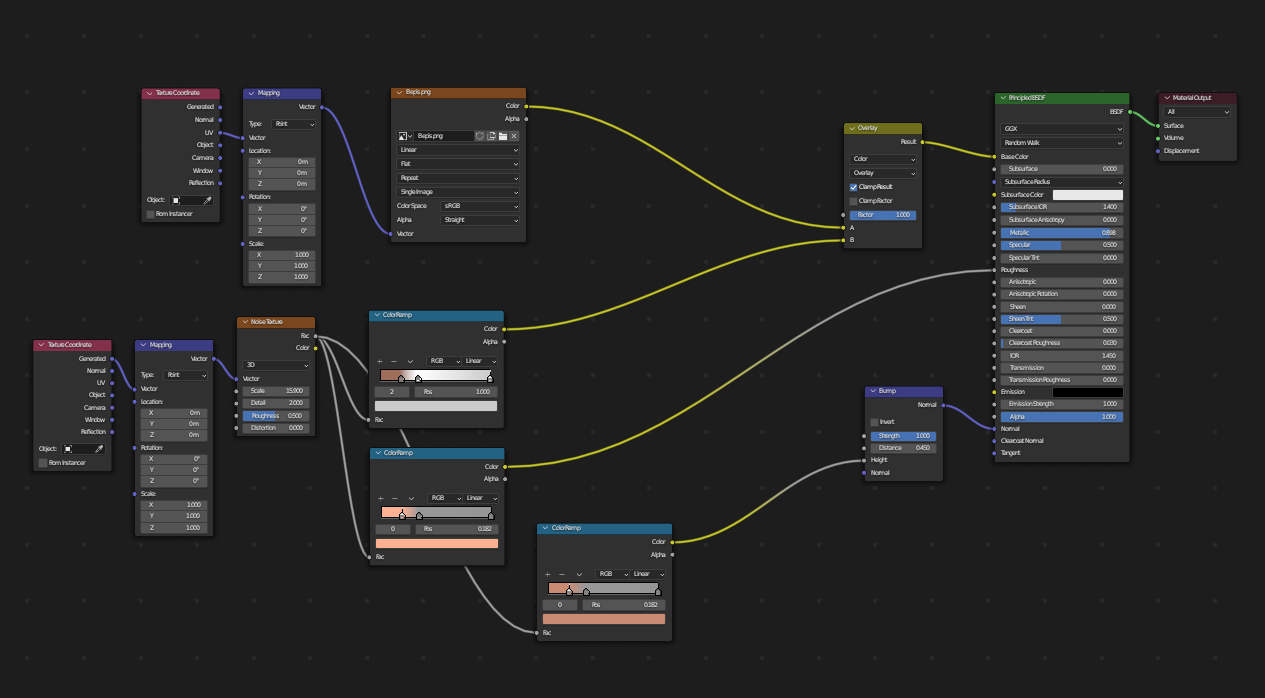 Texture Coordinate
Generated
Normal
UV
Object
Camera
Window
Reflection
Object:
From Instancer
Mapping
Vector
Type: Point
Vector
Location:
X 0 m
Y 0 m
Z 0 m
Rotation:
X 0°
Y 0°
Z 0°
Scale:
X 1.000
Y 1.000
Z 1.000
Bepis.png
Color
Alpha
Bepis.png
Linear
Flat
Repeat
Single Image
Color Space sRGB
Alpha Straight
Vector
Texture Coordinate
Generated
Normal
UV
Object
Camera
Window
Reflection
Object:
From Instancer
Mapping
Vector
Type: Point
Vector
Location:
X 0 m
Y 0 m
Z 0 m
Rotation:
X 0°
Y 0°
Z 0°
Scale:
X 1.000
Y 1.000
Z 1.000
Noise Texture
Fac
Color
3D
Vector
Scale 15.900
Detail 2.000
Roughness 0.500
Distortion 0.000
ColorRamp
Color
Alpha
+ − RGB Linear
2 Pos 1.000
Fac
ColorRamp
Color
Alpha
+ − RGB Linear
0 Pos 0.182
Fac
ColorRamp
Color
Alpha
+ − RGB Linear
0 Pos 0.182
Fac
Overlay
Result
Color
Overlay
Clamp Result
Clamp Factor
Factor 1.000
A
B
Bump
Normal
Invert
Strength 1.000
Distance 0.450
Height
Normal
Principled BSDF
BSDF
GGX
Random Walk
Base Color
Subsurface 0.000
Subsurface Radius
Subsurface Color
Subsurface IOR 1.400
Subsurface Anisotropy 0.000
Metallic
Specular 0.500
Specular Tint 0.000
Roughness
Anisotropic 0.000
Anisotropic Rotation 0.000
Sheen 0.000
Sheen Tint 0.500
Clearcoat 0.000
Clearcoat Roughness 0.030
IOR 1.450
Transmission 0.000
Transmission Roughness 0.000
Emission
Emission Strength 1.000
Alpha 1.000
Normal
Clearcoat Normal
Tangent
Material Output
All
Surface
Volume
Displacement